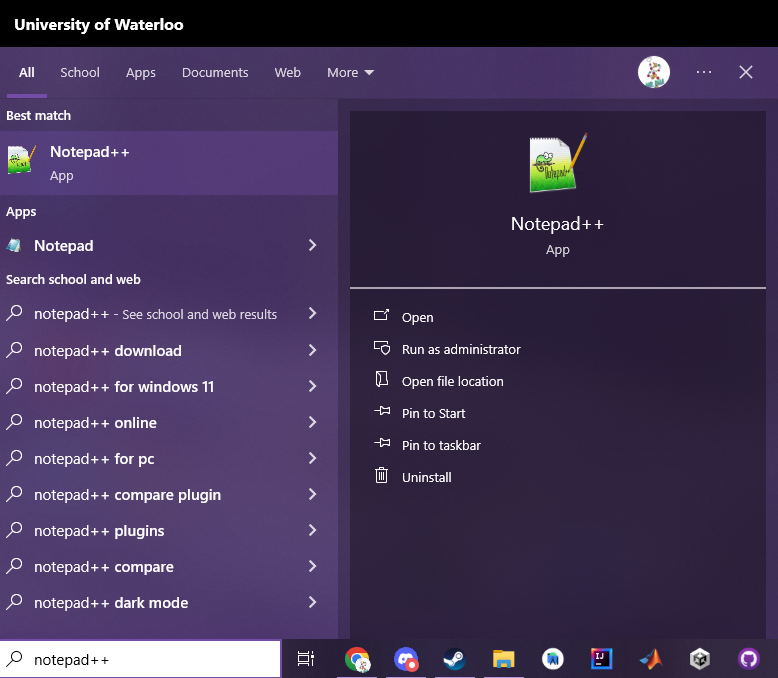 University of Waterloo
All School Apps Documents Web More
Best match
Notepad++
App
Apps
Notepad
Search school and web
notepad++ - See school and web results
notepad++ download
notepad++ for windows 11
notepad++ online
notepad++ for pc
notepad++ compare plugin
notepad++ plugins
notepad++ compare
notepad++ dark mode
Notepad++
App
Open
Run as administrator
Open file location
Pin to Start
Pin to taskbar
Uninstall
notepad++